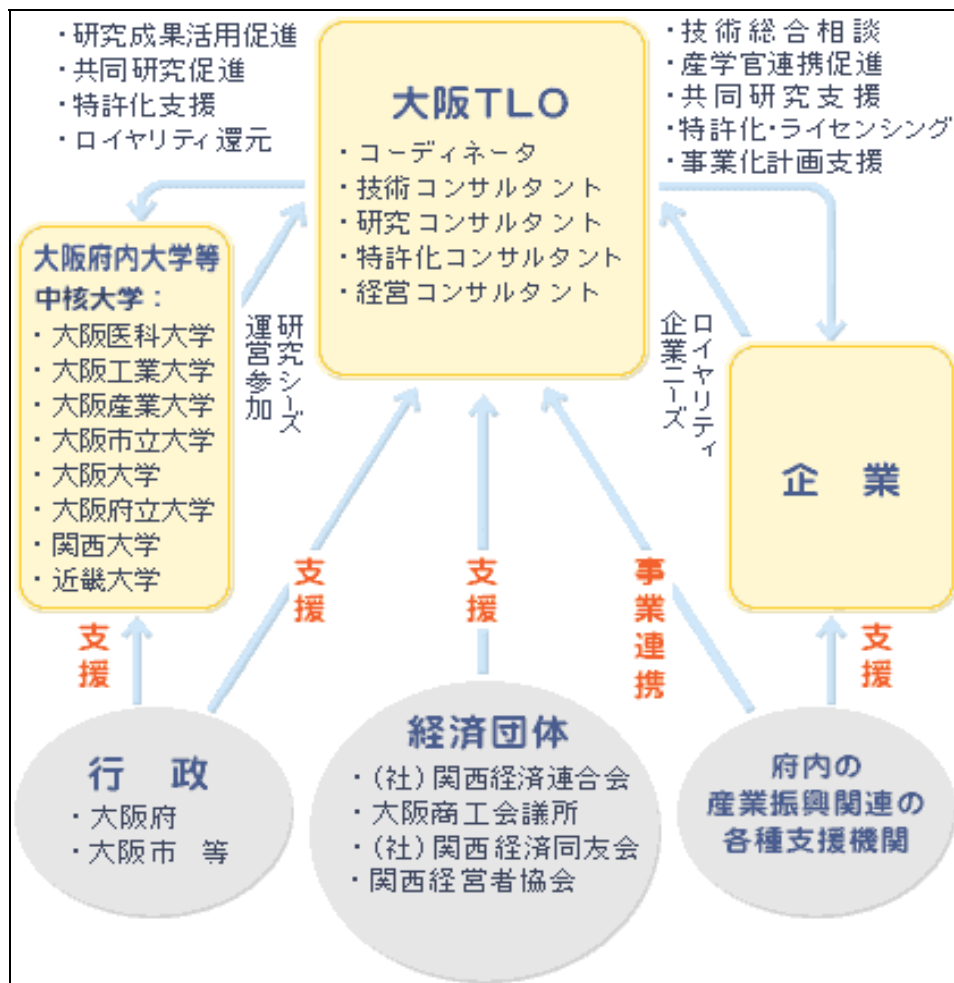 ・研究成果活用促進
・共同研究促進
・特許化支援
・ロイヤリティ還元
大阪TLO
・コーディネータ
・技術コンサルタント
・研究コンサルタント
・特許化コンサルタント
・経営コンサルタント
・技術総合相談
・産学官連携促進
・共同研究支援
・特許化・ライセンシング
・事業化計画支援
大阪府内大学等
中核大学：
・大阪医科大学
・大阪工業大学
・大阪産業大学
・大阪市立大学
・大阪大学
・大阪府立大学
・関西大学
・近畿大学
研究シーズ
運営参加
ロイヤリティ
企業ニーズ
企 業
支援
支援
支援
事業連携
支援
行 政
・大阪府
・大阪市 等
経済団体
・(社)関西経済連合会
・大阪商工会議所
・(社)関西経済同友会
・関西経営者協会
府内の
産業振興関連の
各種支援機関